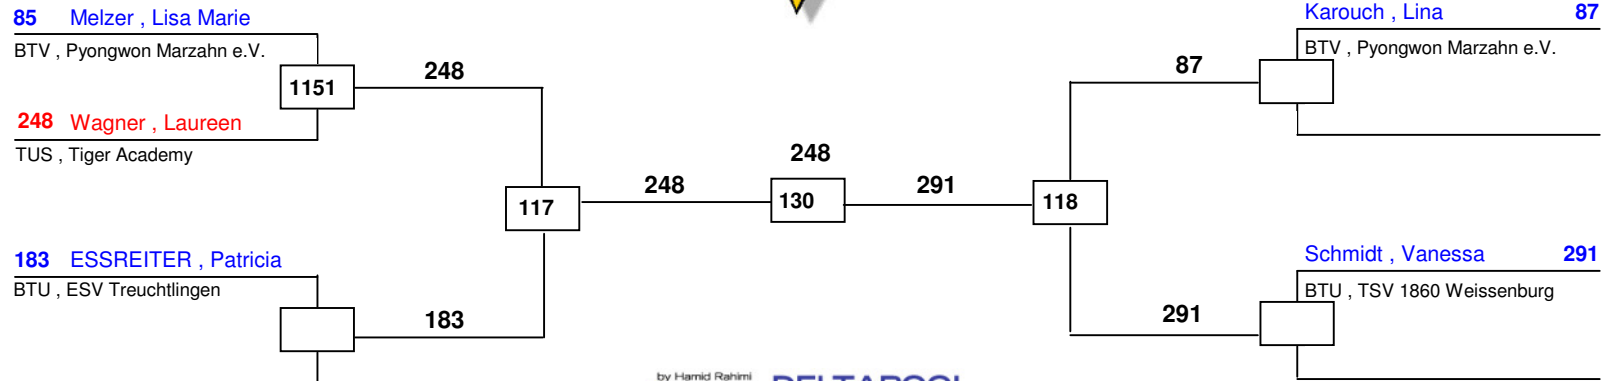 85 Melzer , Lisa Marie
BTV , Pyongwon Marzahn e.V.
1151
248
248 Wagner , Laureen
TUS , Tiger Academy
117
248
183 ESSREITER , Patricia
BTU , ESV Treuchtlingen
183
248
130
291
118
Karouch , Lina 87
BTV , Pyongwon Marzahn e.V.
87
Schmidt , Vanessa 291
BTU , TSV 1860 Weissenburg
291
by Hamid Rahimi